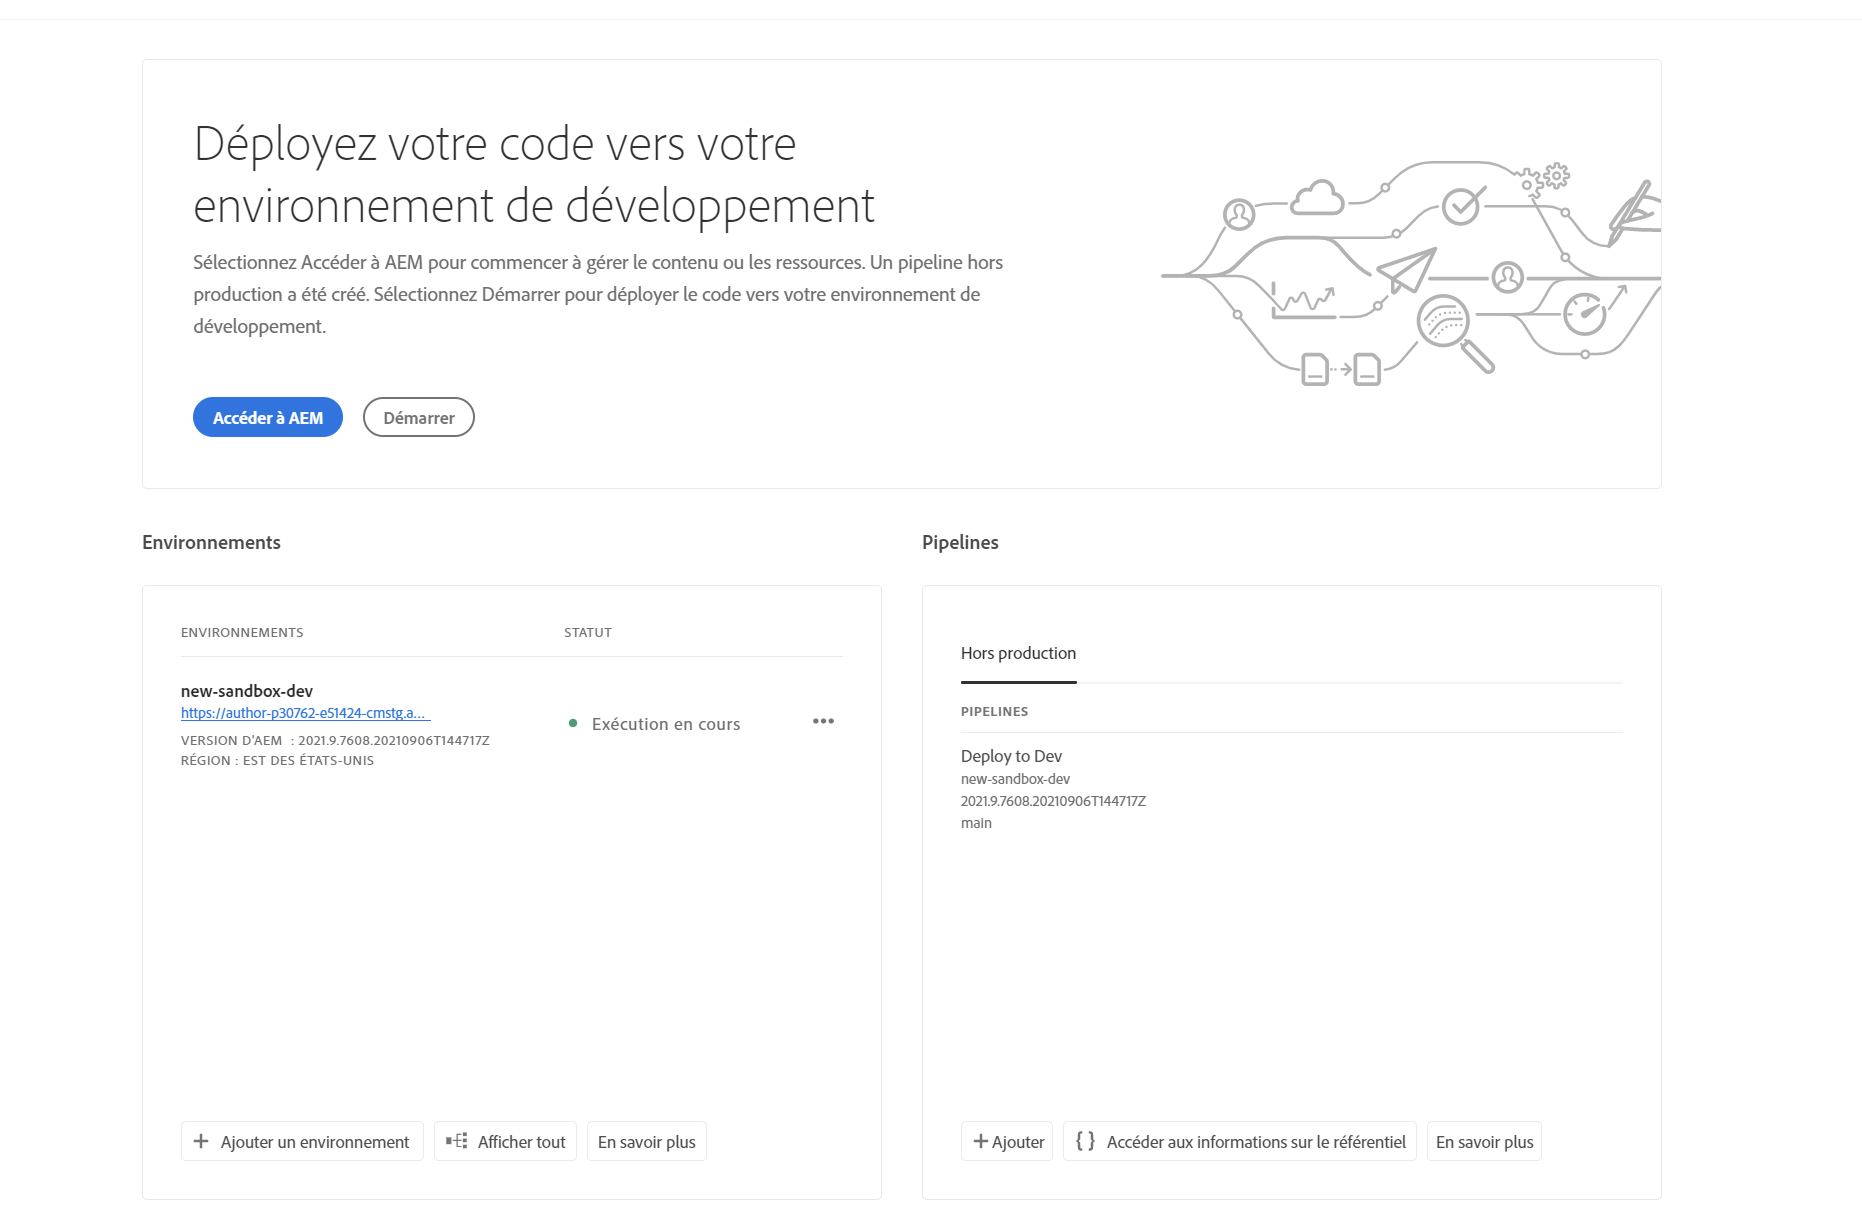 Déployez votre code vers votre
environnement de développement
Sélectionnez Accéder à AEM pour commencer à gérer le contenu ou les ressources. Un pipeline hors
production a été créé. Sélectionnez Démarrer pour déployer le code vers votre environnement de
développement.
Accéder à AEM
Démarrer
Environnements
ENVIRONNEMENTS
STATUT
new-sandbox-dev
https://author-p30762-e51424-cmstg.a...
VERSION D'AEM : 2021.9.7608.20210906T144717Z
RÉGION : EST DES ÉTATS-UNIS
Exécution en cours
Ajouter un environnement
Afficher tout
En savoir plus
Pipelines
Hors production
PIPELINES
Deploy to Dev
new-sandbox-dev
2021.9.7608.20210906T144717Z
main
Ajouter
Accéder aux informations sur le référentiel
En savoir plus